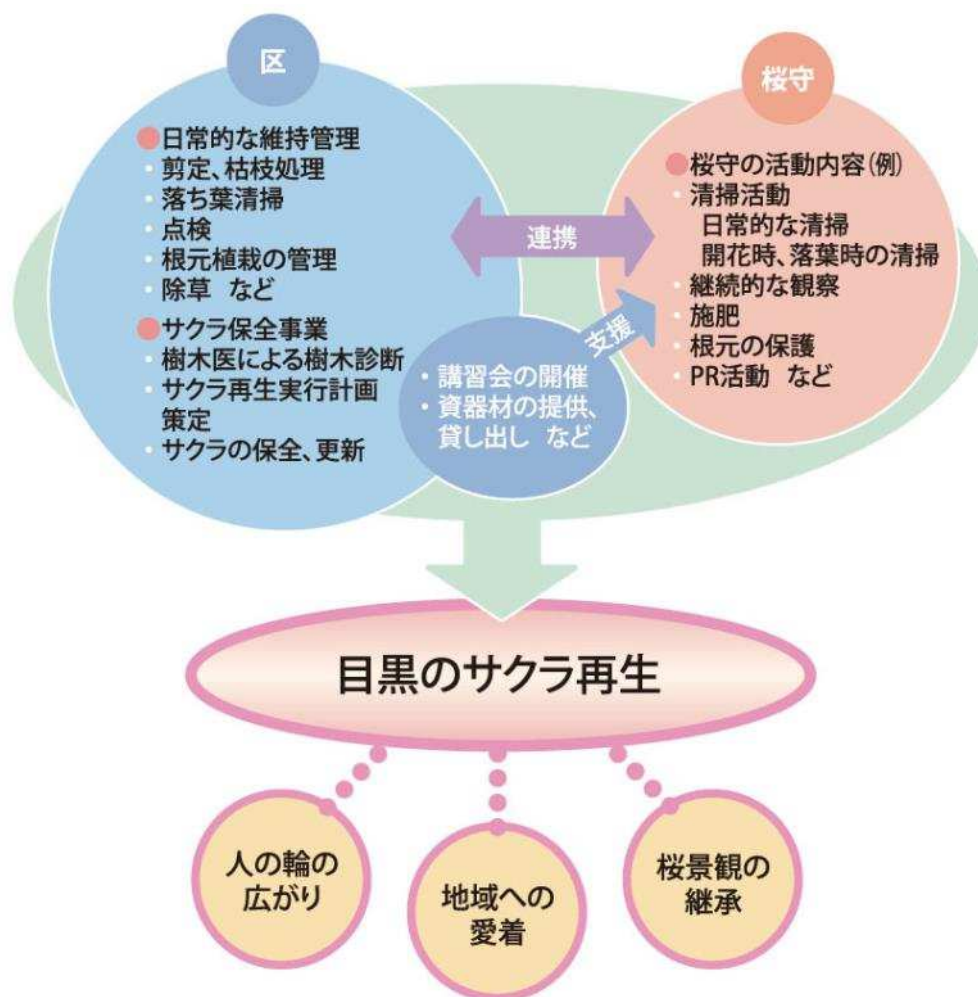 区
●日常的な維持管理
・剪定、枯枝処理
・落ち葉清掃
・点検
・根元植栽の管理
・除草 など
●サクラ保全事業
・樹木医による樹木診断
・サクラ再生実行計画
策定
・サクラの保全、更新
連携
支援
・講習会の開催
・資器材の提供、
貸し出し など
桜守
●桜守の活動内容(例)
・清掃活動
日常的な清掃
開花時、落葉時の清掃
・継続的な観察
・施肥
・根元の保護
・PR活動 など
目黒のサクラ再生
人の輪の
広がり
地域への
愛着
桜景観の
継承